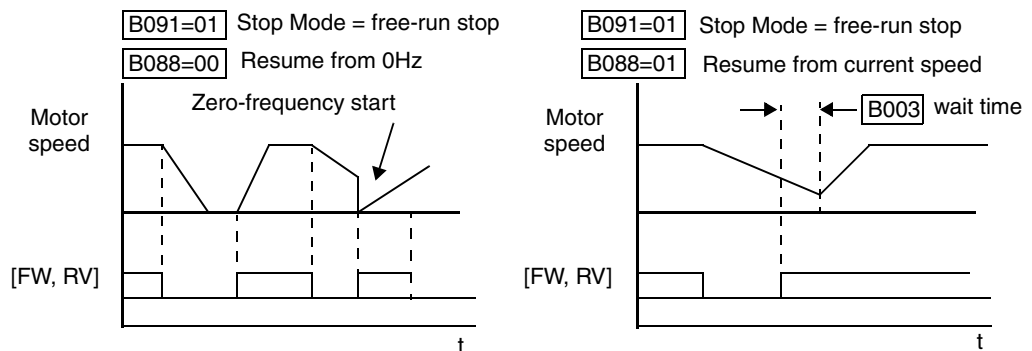 B091=01 Stop Mode = free-run stop
B088=00 Resume from 0Hz
Zero-frequency start
Motor
speed
[FW, RV]
t
B091=01 Stop Mode = free-run stop
B088=01 Resume from current speed
B003 wait time
Motor
speed
[FW, RV]
t